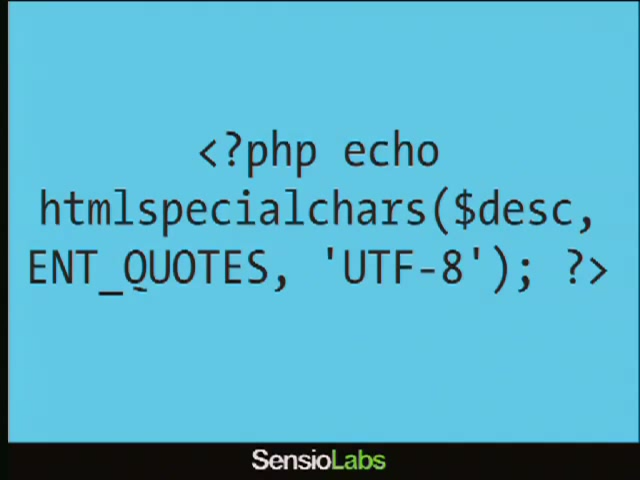 <?php echo
htmlspecialchars($desc,
ENT_QUOTES, 'UTF-8'); ?>
SensioLabs